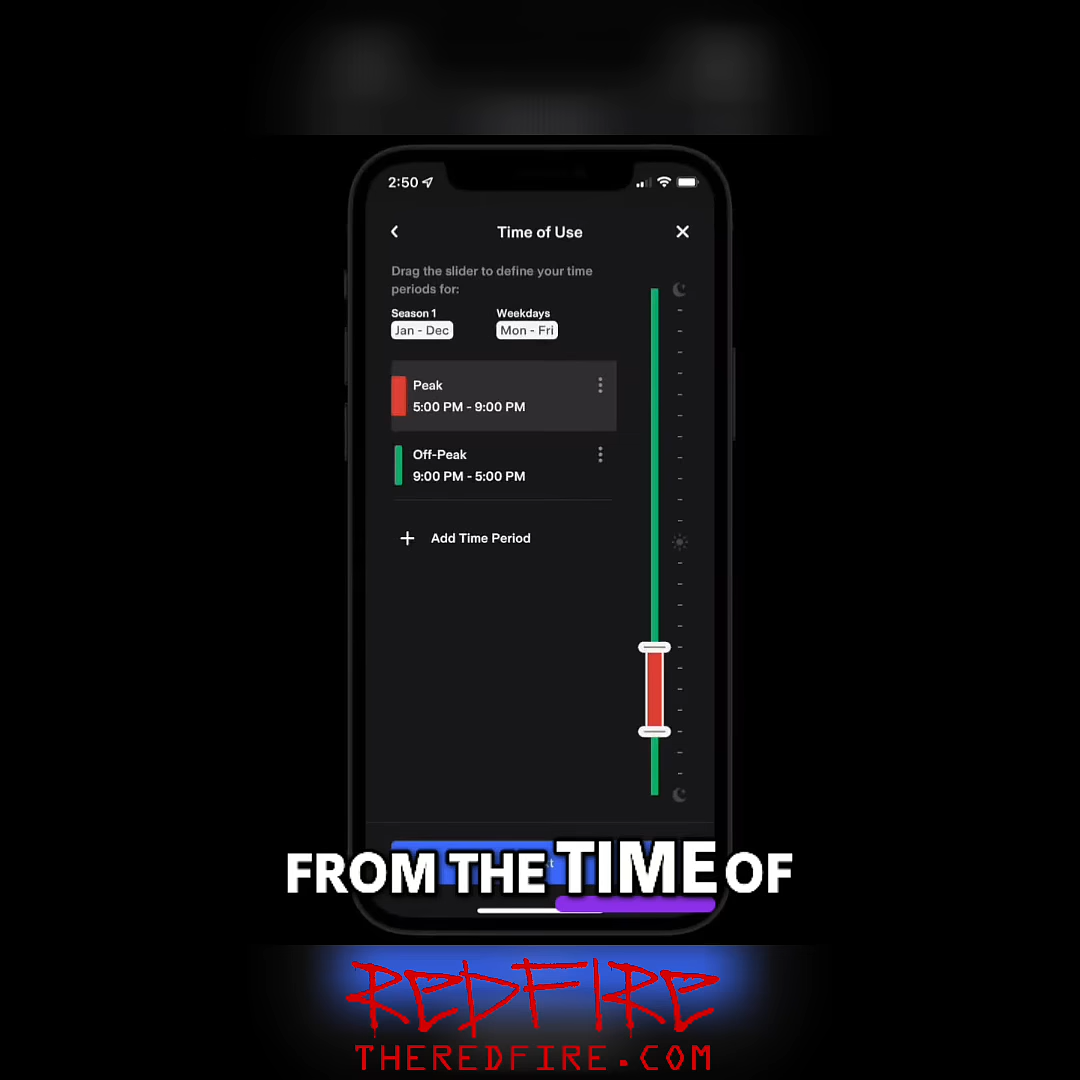 2:50
Time of Use
Drag the slider to define your time
periods for:
Season 1 Weekdays
Jan - Dec Mon - Fri
Peak
5:00 PM - 9:00 PM
Off-Peak
9:00 PM - 5:00 PM
+ Add Time Period
FROM THE TIME OF
REDFIRE
THEREDFIRE.COM